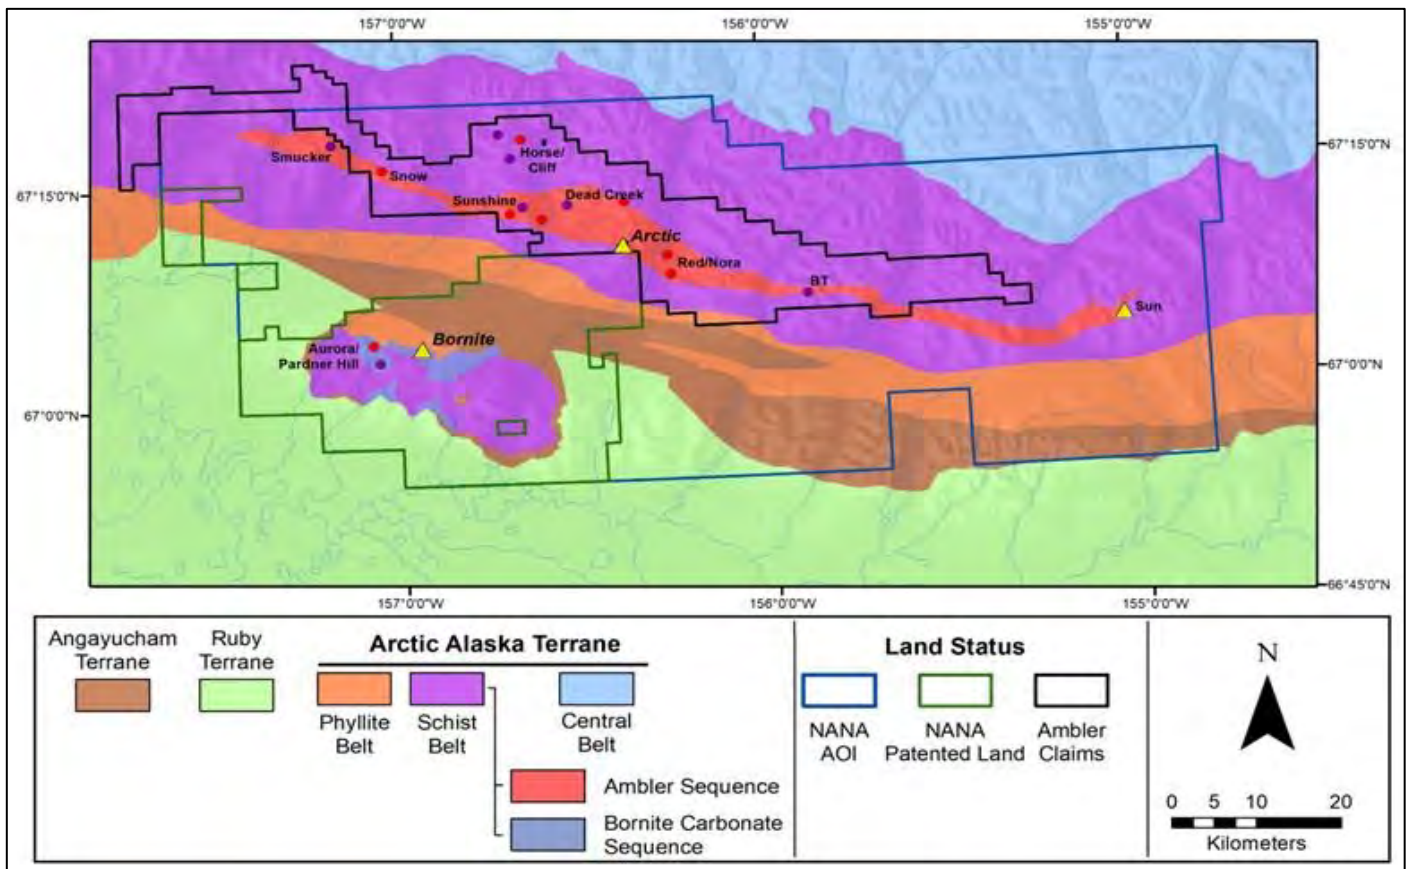 157°0'0"W
156°0'0"W
155°0'0"W
67°15'0"N
67°15'0"N
Smucker
Horse/
Cliff
Snow
Sunshine
Dead Creek
Arctic
Red/Nora
BT
Sun
Bornite
Aurora/
Pardner Hill
67°0'0"N
67°0'0"N
66°45'0"N
157°0'0"W
156°0'0"W
155°0'0"W
Angayucham
Terrane
Ruby
Terrane
Arctic Alaska Terrane
Phyllite
Belt
Schist
Belt
Central
Belt
Ambler Sequence
Bornite Carbonate
Sequence
Land Status
NANA
AOI
NANA
Patented Land
Ambler
Claims
N
0 5 10 20
Kilometers